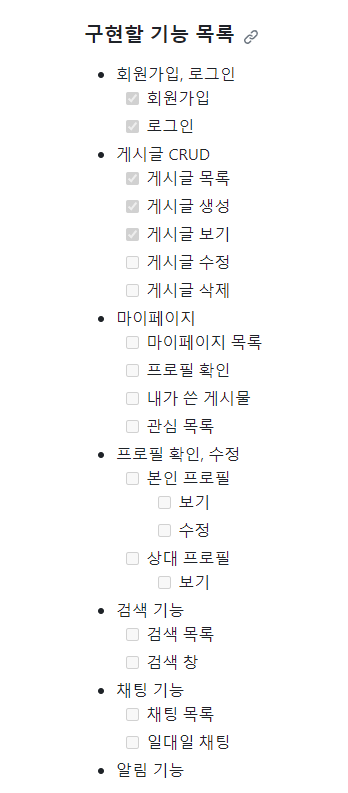 구현할 기능 목록
회원가입, 로그인
회원가입
로그인
게시글 CRUD
게시글 목록
게시글 생성
게시글 보기
게시글 수정
게시글 삭제
마이페이지
마이페이지 목록
프로필 확인
내가 쓴 게시물
관심 목록
프로필 확인, 수정
본인 프로필
보기
수정
상대 프로필
보기
검색 기능
검색 목록
검색 창
채팅 기능
채팅 목록
일대일 채팅
알림 기능